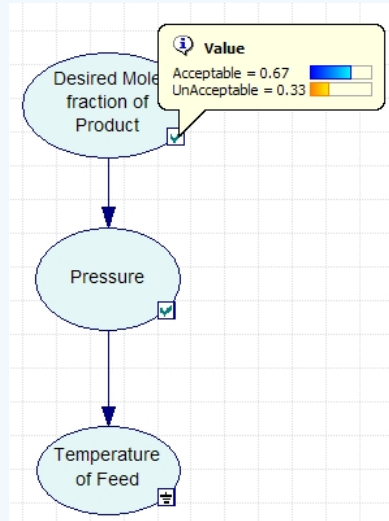 Value
Acceptable = 0.67
UnAcceptable = 0.33
Desired Mole
fraction of
Product
Pressure
Temperature
of Feed